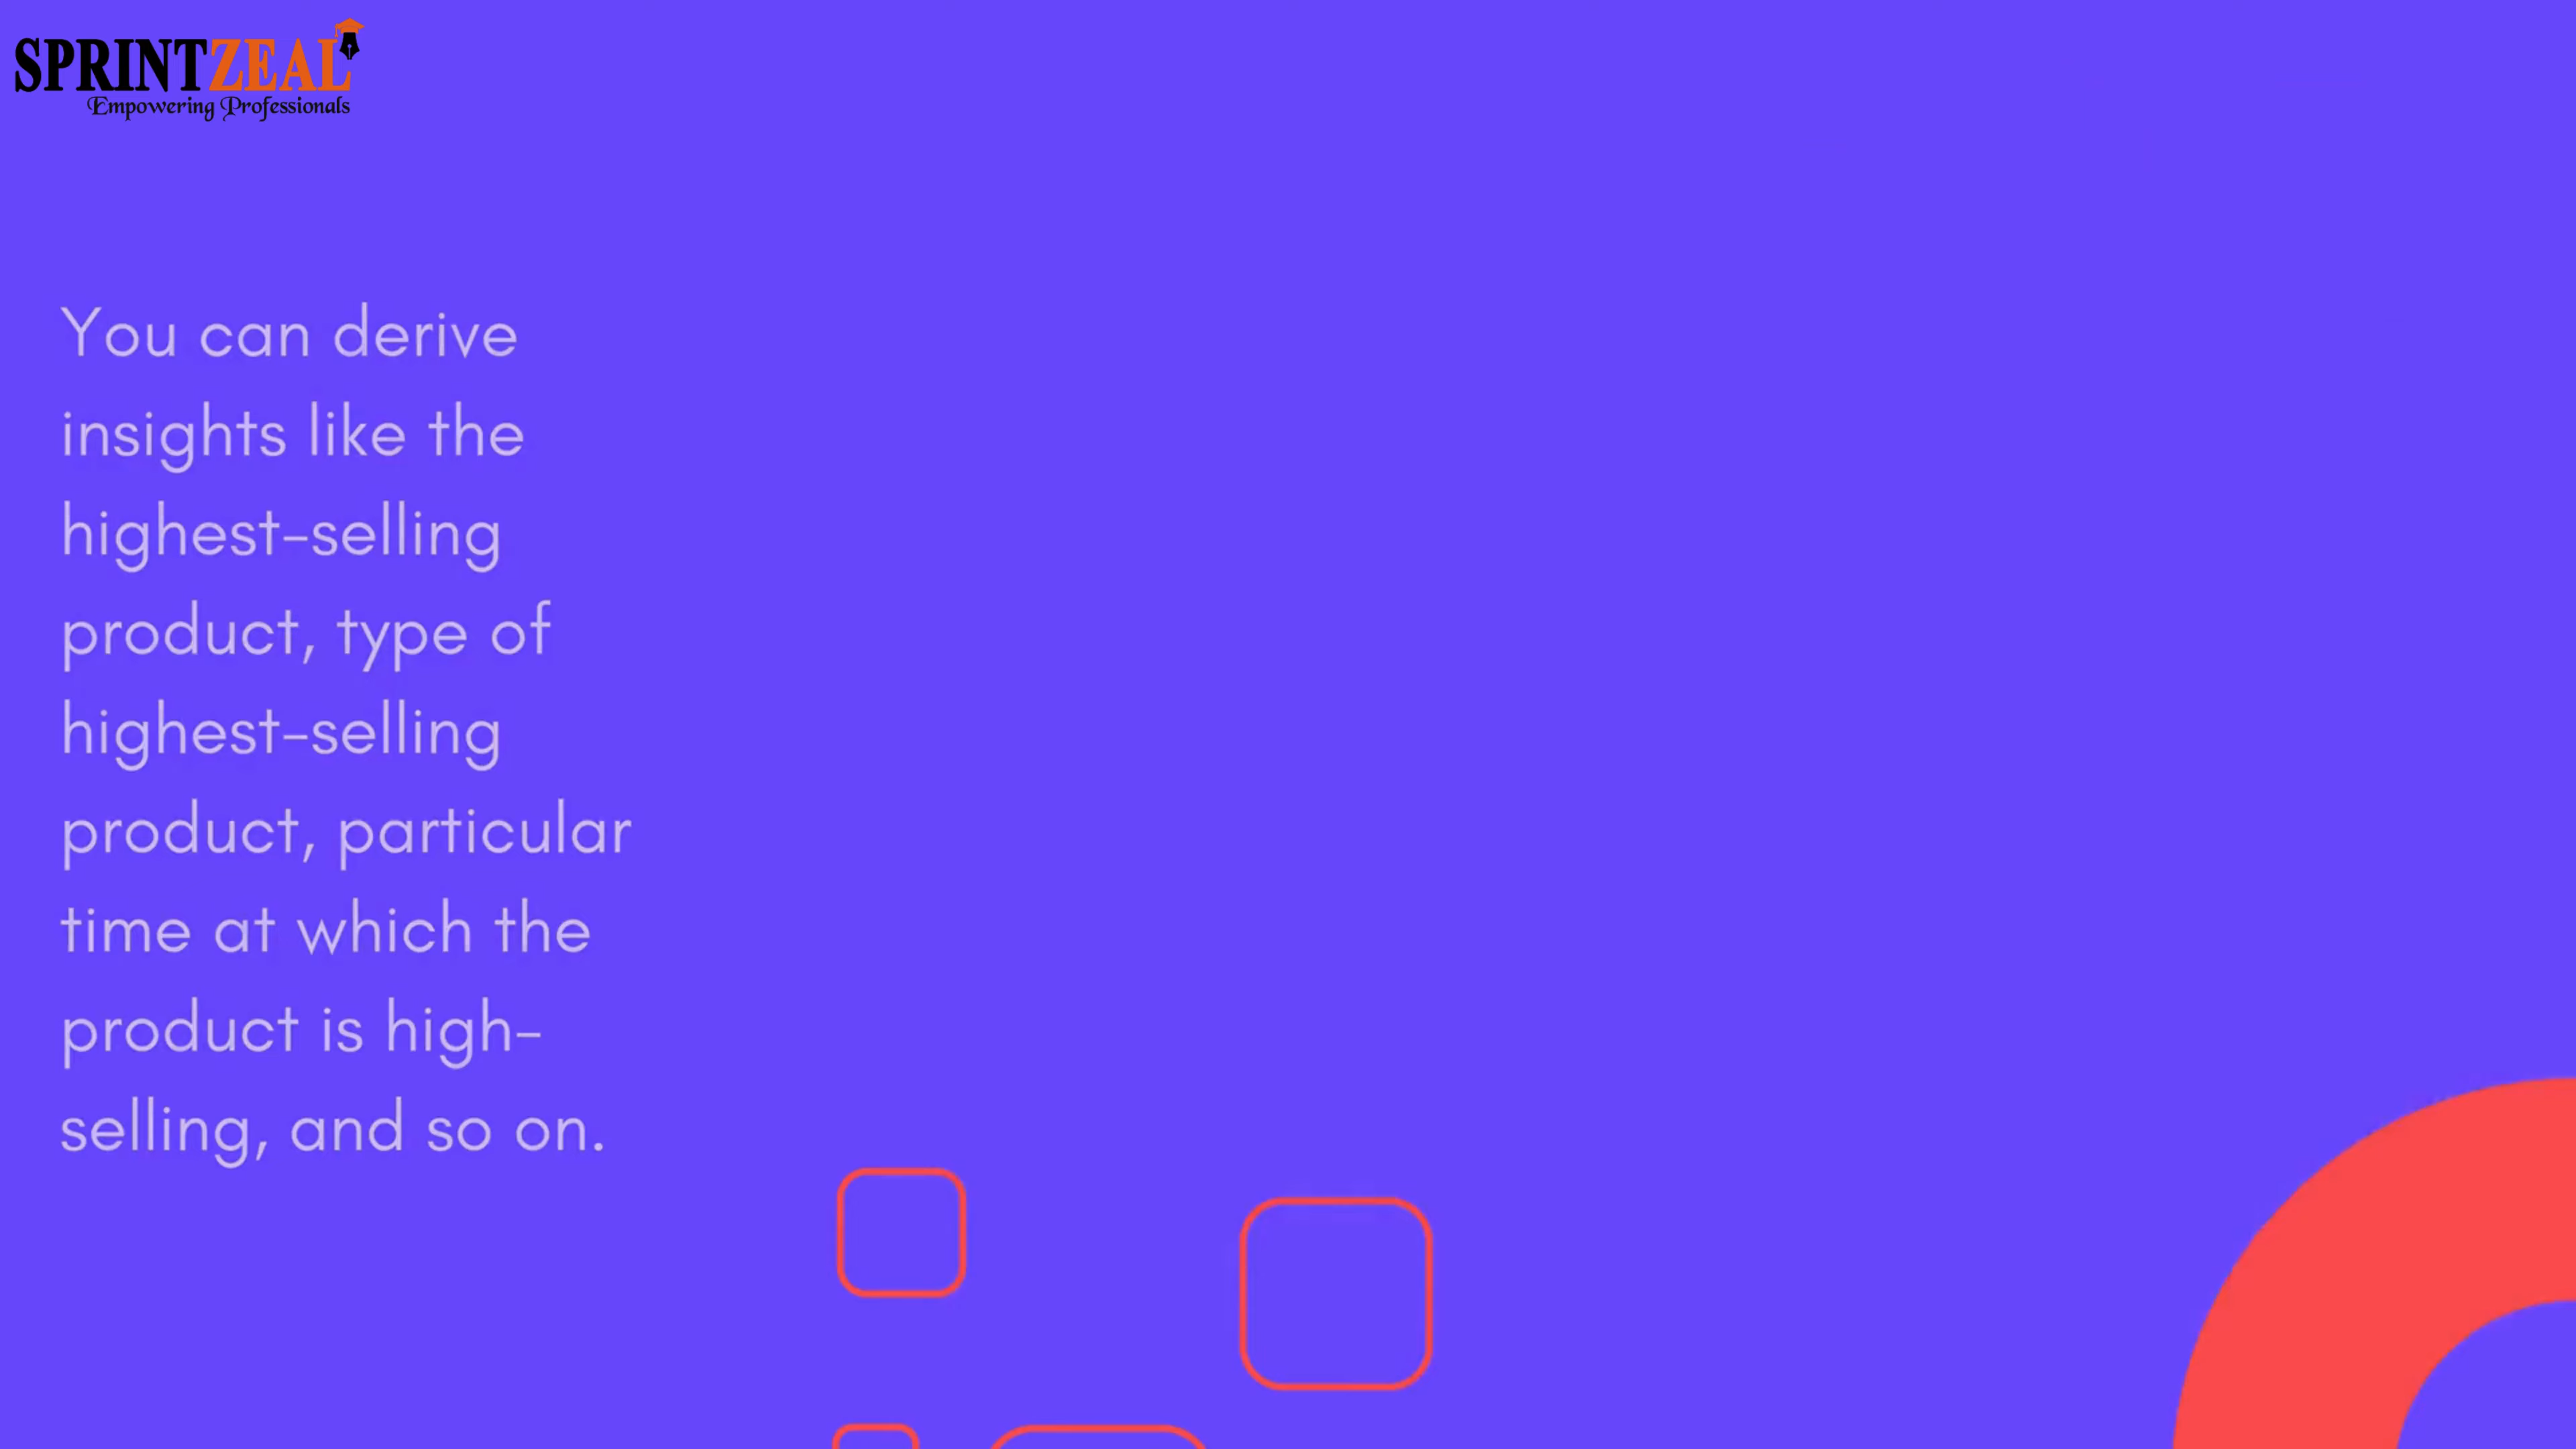 SPRINTZEAL
Empowering Professionals
You can derive
insights like the
highest-selling
product, type of
highest-selling
product, particular
time at which the
product is high-
selling, and so on.